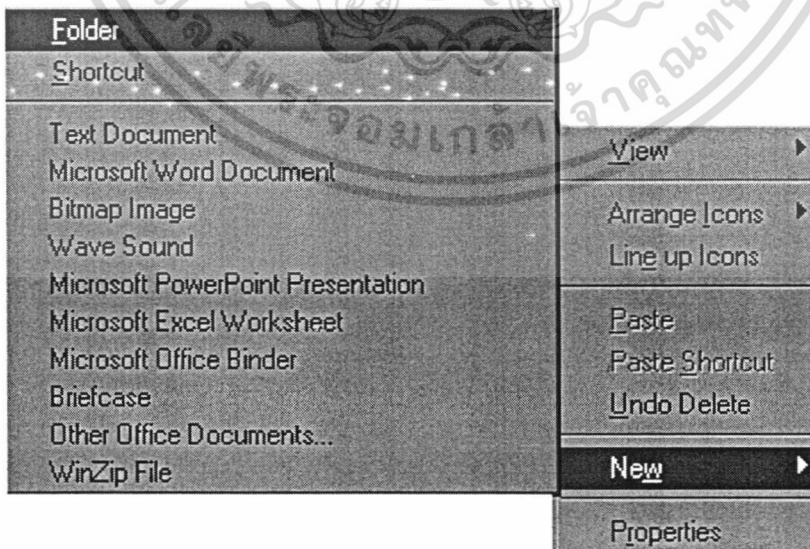 Folder
Shortcut
Text Document
Microsoft Word Document
Bitmap Image
Wave Sound
Microsoft PowerPoint Presentation
Microsoft Excel Worksheet
Microsoft Office Binder
Briefcase
Other Office Documents...
WinZip File
View
Arrange Icons
Line up Icons
Paste
Paste Shortcut
Undo Delete
New
Properties